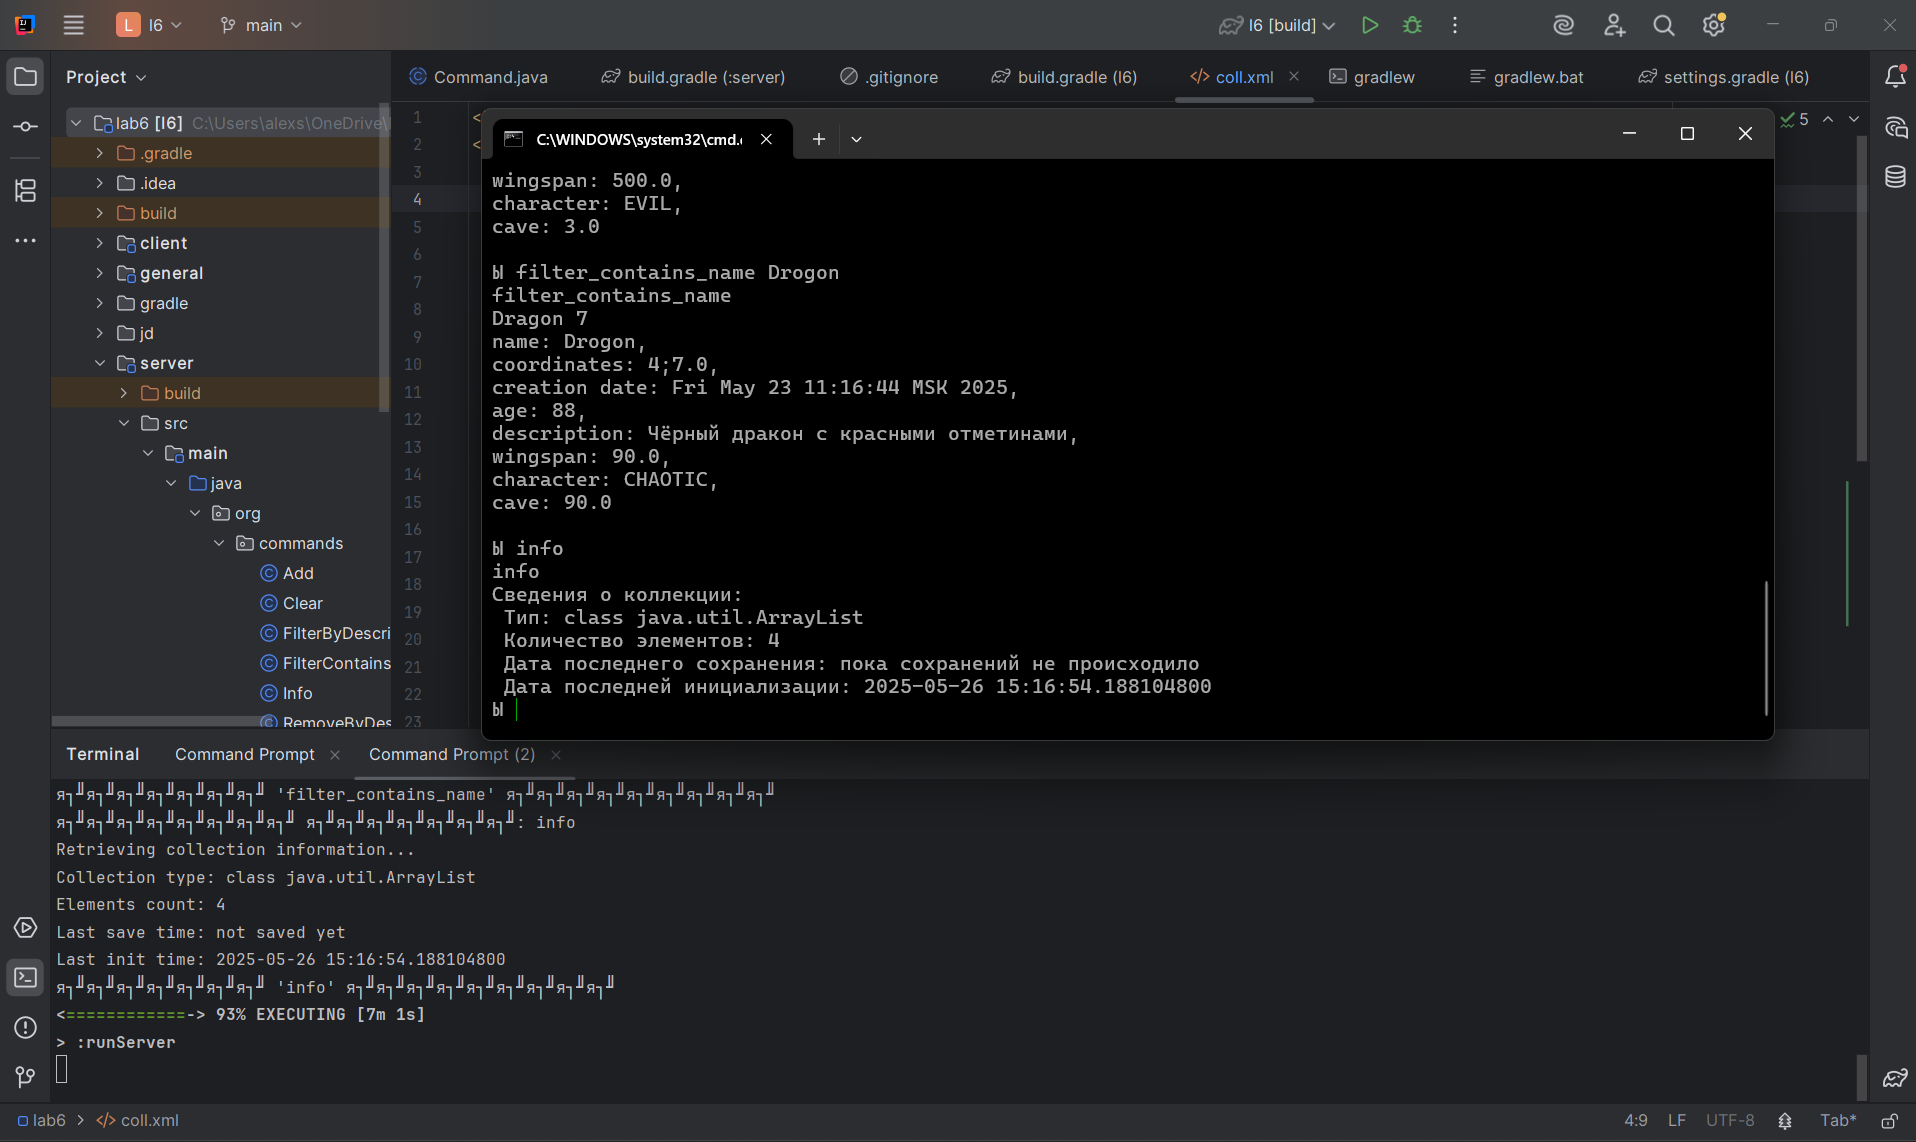 L l6 main l6 [build]
Project
Command.java build.gradle (:server) .gitignore build.gradle (l6) coll.xml gradlew gradlew.bat settings.gradle (l6)
lab6 [l6] C:\Users\alexs\OneDrive\
.gradle
.idea
build
client
general
gradle
jd
server
build
src
main
java
org
commands
Add
Clear
FilterByDescri
FilterContains
Info
RemoveByDes
1
2
3
4
5
6
7
8
9
10
11
12
13
14
15
16
17
18
19
20
21
22
23
5
C:\WINDOWS\system32\cmd.
wingspan: 500.0,
character: EVIL,
cave: 3.0
Ы filter_contains_name Drogon
filter_contains_name
Dragon 7
name: Drogon,
coordinates: 4;7.0,
creation date: Fri May 23 11:16:44 MSK 2025,
age: 88,
description: Чёрный дракон с красными отметинами,
wingspan: 90.0,
character: CHAOTIC,
cave: 90.0
Ы info
info
Сведения о коллекции:
Тип: class java.util.ArrayList
Количество элементов: 4
Дата последнего сохранения: пока сохранений не происходило
Дата последней инициализации: 2025-05-26 15:16:54.188104800
Ы
Terminal Command Prompt Command Prompt (2)
я┐╜я┐╜я┐╜я┐╜я┐╜я┐╜я┐╜ 'filter_contains_name' я┐╜я┐╜я┐╜я┐╜я┐╜я┐╜я┐╜я┐╜я┐╜
я┐╜я┐╜я┐╜я┐╜я┐╜я┐╜я┐╜я┐╜ я┐╜я┐╜я┐╜я┐╜я┐╜я┐╜я┐╜: info
Retrieving collection information...
Collection type: class java.util.ArrayList
Elements count: 4
Last save time: not saved yet
Last init time: 2025-05-26 15:16:54.188104800
я┐╜я┐╜я┐╜я┐╜я┐╜я┐╜я┐╜ 'info' я┐╜я┐╜я┐╜я┐╜я┐╜я┐╜я┐╜я┐╜я┐╜
<============-> 93% EXECUTING [7m 1s]
> :runServer
lab6 > coll.xml 4:9 LF UTF-8 Tab*